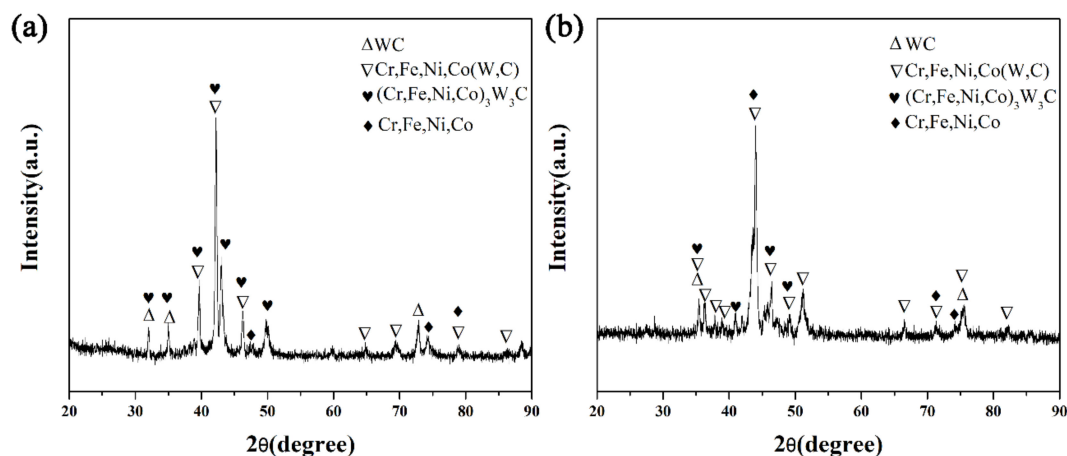 (a)
△WC
▽Cr,Fe,Ni,Co(W,C)
♥(Cr,Fe,Ni,Co)₃W₃C
♦ Cr,Fe,Ni,Co
Intensity(a.u.)
20 30 40 50 60 70 80 90
2θ(degree)
(b)
△ WC
▽ Cr,Fe,Ni,Co(W,C)
♥ (Cr,Fe,Ni,Co)₃W₃C
♦ Cr,Fe,Ni,Co
Intensity(a.u.)
20 30 40 50 60 70 80 90
2θ(degree)